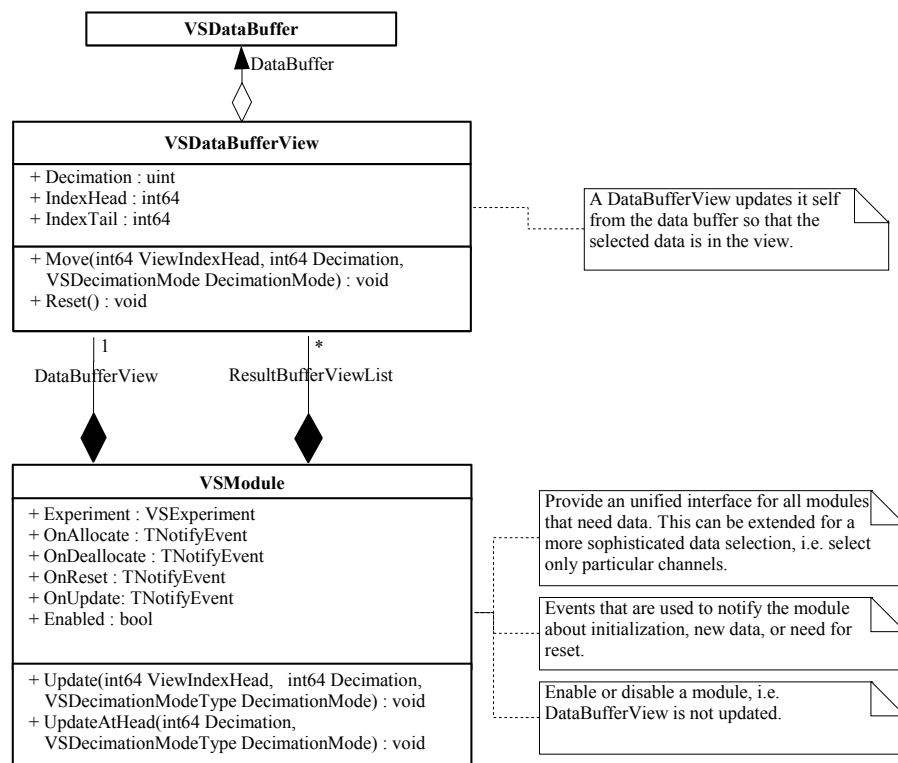 VSDataBuffer
DataBuffer
VSDataBufferView
+ Decimation : uint
+ IndexHead : int64
+ IndexTail : int64
+ Move(int64 ViewIndexHead, int64 Decimation,
VSDecimationMode DecimationMode) : void
+ Reset() : void
A DataBufferView updates it self
from the data buffer so that the
selected data is in the view.
1
*
DataBufferView
ResultBufferViewList
VSModule
+ Experiment : VSExperiment
+ OnAllocate : TNotifyEvent
+ OnDeallocate : TNotifyEvent
+ OnReset : TNotifyEvent
+ OnUpdate: TNotifyEvent
+ Enabled : bool
+ Update(int64 ViewIndexHead, int64 Decimation,
VSDecimationModeType DecimationMode) : void
+ UpdateAtHead(int64 Decimation,
VSDecimationModeType DecimationMode) : void
Provide an unified interface for all modules
that need data. This can be extended for a
more sophisticated data selection, i.e. select
only particular channels.
Events that are used to notify the module
about initialization, new data, or need for
reset.
Enable or disable a module, i.e.
DataBufferView is not updated.